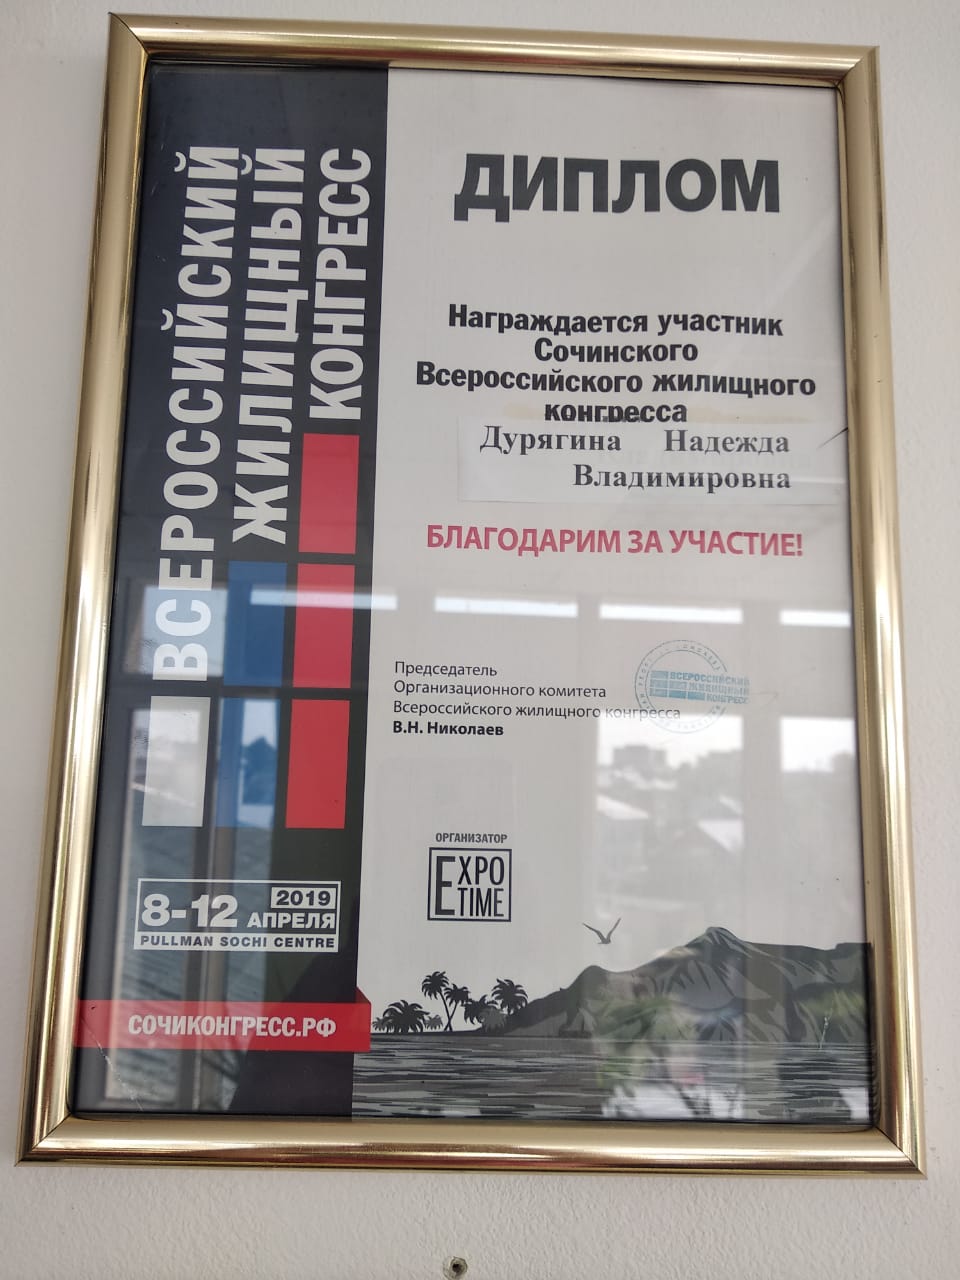 ВСЕРОССИЙСКИЙ
ЖИЛИЩНЫЙ
КОНГРЕСС
ДИПЛОМ
Награждается участник
Сочинского
Всероссийского жилищного
конгресса
Дурягина Надежда
Владимировна
БЛАГОДАРИМ ЗА УЧАСТИЕ!
Председатель
Организационного комитета
Всероссийского жилищного конгресса
В.Н. Николаев
ВСЕРОССИЙСКИЙ
ЖИЛИЩНЫЙ
КОНГРЕСС
ОРГАНИЗАТОР
EXPO
TIME
8-12 АПРЕЛЯ 2019
PULLMAN SOCHI CENTRE
СОЧИКОНГРЕСС.РФ